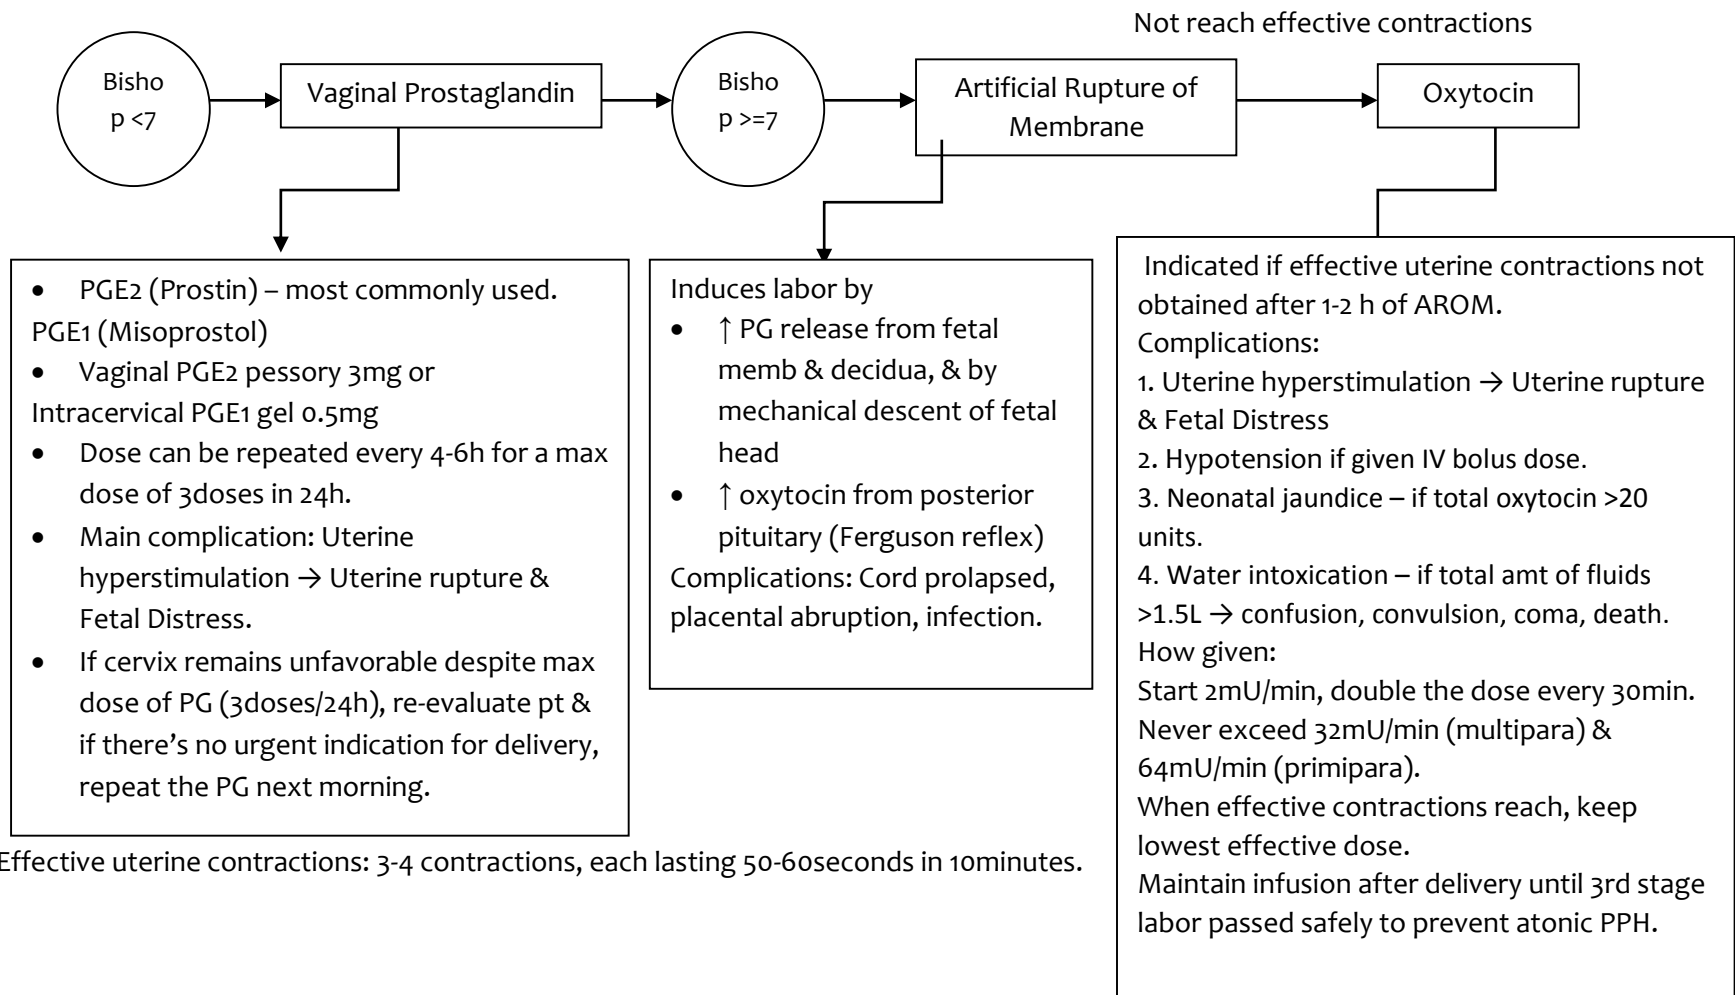 Not reach effective contractions
Bisho
p <7
Vaginal Prostaglandin
Bisho
p >=7
Artificial Rupture of
Membrane
Oxytocin
• PGE2 (Prostin) – most commonly used.
PGE1 (Misoprostol)
• Vaginal PGE2 pessory 3mg or
Intracervical PGE1 gel 0.5mg
• Dose can be repeated every 4-6h for a max
dose of 3doses in 24h.
• Main complication: Uterine
hyperstimulation → Uterine rupture &
Fetal Distress.
• If cervix remains unfavorable despite max
dose of PG (3doses/24h), re-evaluate pt &
if there's no urgent indication for delivery,
repeat the PG next morning.
Induces labor by
• ↑ PG release from fetal
memb & decidua, & by
mechanical descent of fetal
head
• ↑ oxytocin from posterior
pituitary (Ferguson reflex)
Complications: Cord prolapsed,
placental abruption, infection.
Indicated if effective uterine contractions not
obtained after 1-2 h of AROM.
Complications:
1. Uterine hyperstimulation → Uterine rupture
& Fetal Distress
2. Hypotension if given IV bolus dose.
3. Neonatal jaundice – if total oxytocin >20
units.
4. Water intoxication – if total amt of fluids
>1.5L → confusion, convulsion, coma, death.
How given:
Start 2mU/min, double the dose every 30min.
Never exceed 32mU/min (multipara) &
64mU/min (primipara).
When effective contractions reach, keep
lowest effective dose.
Maintain infusion after delivery until 3rd stage
labor passed safely to prevent atonic PPH.
Effective uterine contractions: 3-4 contractions, each lasting 50-60seconds in 10minutes.